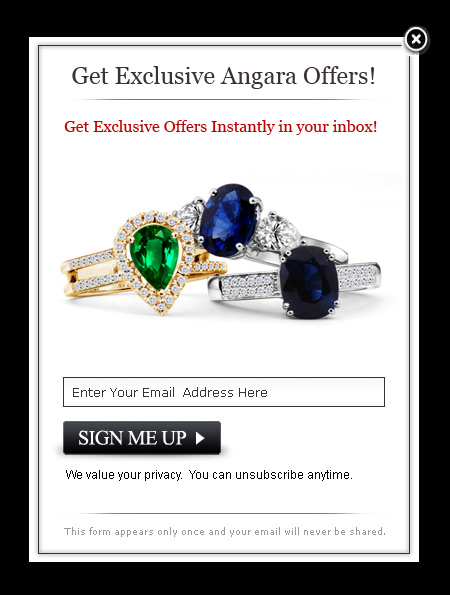 Get Exclusive Angara Offers!
Get Exclusive Offers Instantly in your inbox!
Enter Your Email Address Here
SIGN ME UP
We value your privacy. You can unsubscribe anytime.
This form appears only once and your email will never be shared.